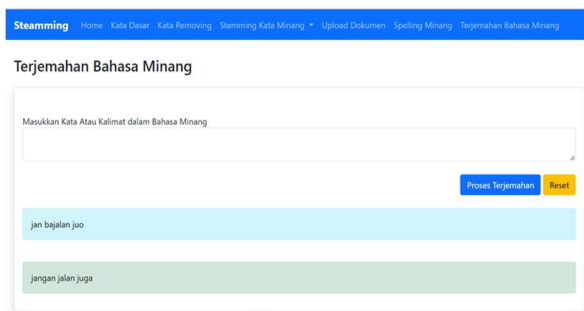 Steamming Home Kata Dasar Kata Removing Stemming Kata Minang Upload Dokumen Spelling Minang Terjemahan Bahasa Minang
Terjemahan Bahasa Minang
Masukkan Kata Atau Kalimat dalam Bahasa Minang
Proses Terjemahan Reset
jan bajalan juo
jangan jalan juga